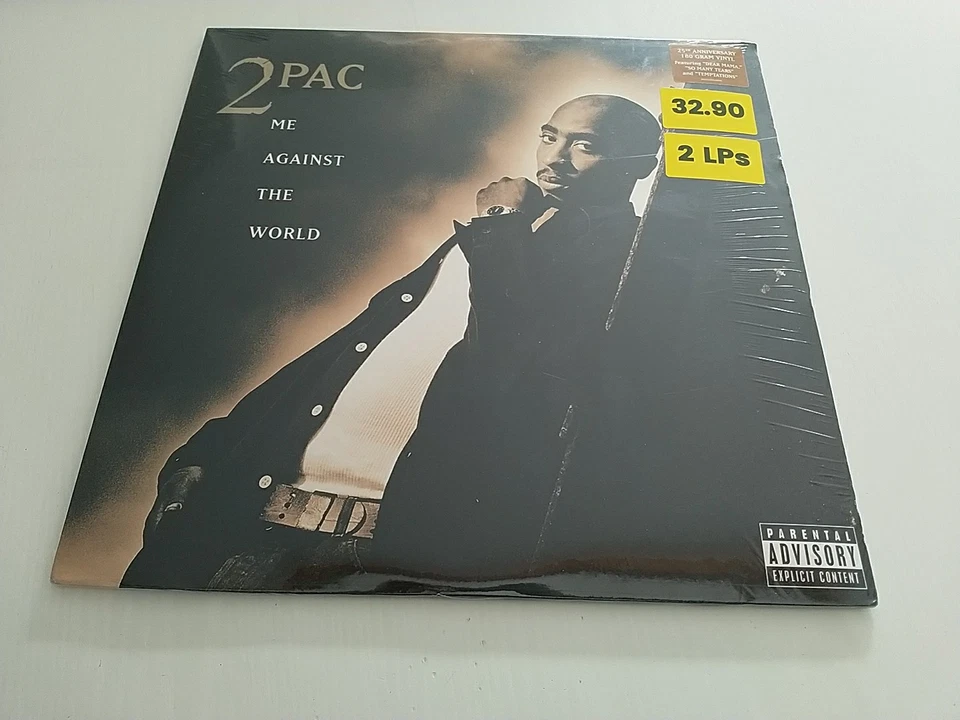 2PAC
ME
AGAINST
THE
WORLD
25TH ANNIVERSARY
180 GRAM VINYL
Featuring "DEAR MAMA,"
"SO MANY TEARS"
and "TEMPTATIONS"
32.90
2 LPs
PARENTAL
ADVISORY
EXPLICIT CONTENT